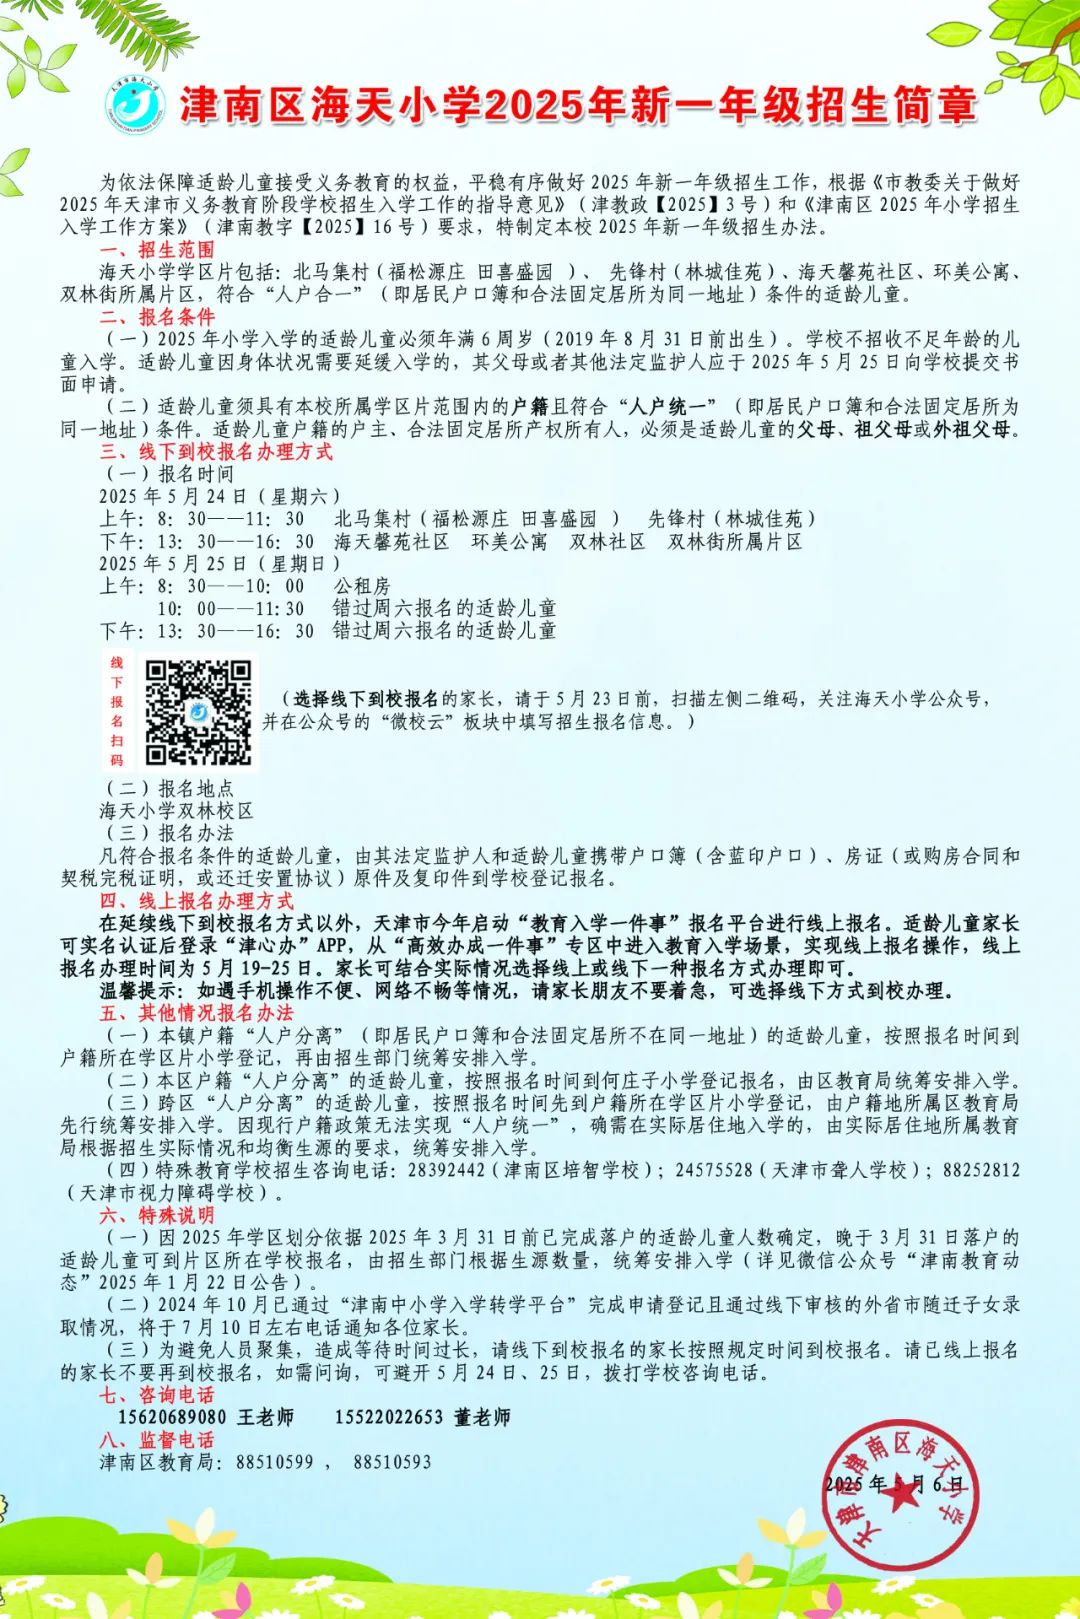 津南区海天小学2025年新一年级招生简章
为依法保障适龄儿童接受义务教育的权益，平稳有序做好 2025 年新一年级招生工作，根据《市教委关于做好
2025 年天津市义务教育阶段学校招生入学工作的指导意见》（津教政【2025】3 号）和《津南区 2025 年小学招生
入学工作方案》（津南教字【2025】16 号）要求，特制定本校 2025 年新一年级招生办法。
一、招生范围
海天小学学区片包括：北马集村（福松源庄 田喜盛园 ）、 先锋村（林城佳苑）、海天馨苑社区、环美公寓、
双林街所属片区，符合“人户合一”（即居民户口簿和合法固定居所为同一地址）条件的适龄儿童。
二、报名条件
（一）2025 年小学入学的适龄儿童必须年满 6 周岁（2019 年 8 月 31 日前出生）。学校不招收不足年龄的儿
童入学。适龄儿童因身体状况需要延缓入学的，其父母或者其他法定监护人应于 2025 年 5 月 25 日向学校提交书
面申请。
（二）适龄儿童须具有本校所属学区片范围内的户籍且符合“人户统一”（即居民户口簿和合法固定居所为
同一地址）条件。适龄儿童户籍的户主、合法固定居所产权所有人，必须是适龄儿童的父母、祖父母或外祖父母。
三、线下到校报名办理方式
（一）报名时间
2025 年 5 月 24 日（星期六）
上午：8：30——11：30 北马集村（福松源庄 田喜盛园 ） 先锋村（林城佳苑）
下午：13：30——16：30 海天馨苑社区 环美公寓 双林社区 双林街所属片区
2025 年 5 月 25 日（星期日）
上午：8：30——10：00 公租房
10：00——11:30 错过周六报名的适龄儿童
下午：13：30——16：30 错过周六报名的适龄儿童
线下报名扫码
（选择线下到校报名的家长，请于 5 月 23 日前，扫描左侧二维码，关注海天小学公众号，
并在公众号的“微校云”板块中填写招生报名信息。）
（二）报名地点
海天小学双林校区
（三）报名办法
凡符合报名条件的适龄儿童，由其法定监护人和适龄儿童携带户口簿（含蓝印户口）、房证（或购房合同和
契税完税证明，或还迁安置协议）原件及复印件到学校登记报名。
四、线上报名办理方式
在延续线下到校报名方式以外，天津市今年启动“教育入学一件事”报名平台进行线上报名。适龄儿童家长
可实名认证后登录“津心办”APP，从“高效办成一件事”专区中进入教育入学场景，实现线上报名操作，线上
报名办理时间为 5 月 19-25 日。家长可结合实际情况选择线上或线下一种报名方式办理即可。
温馨提示：如遇手机操作不便、网络不畅等情况，请家长朋友不要着急，可选择线下方式到校办理。
五、其他情况报名办法
（一）本镇户籍“人户分离”（即居民户口簿和合法固定居所不在同一地址）的适龄儿童，按照报名时间到
户籍所在学区片小学登记，再由招生部门统筹安排入学。
（二）本区户籍“人户分离”的适龄儿童，按照报名时间到何庄子小学登记报名，由区教育局统筹安排入学。
（三）跨区“人户分离”的适龄儿童，按照报名时间先到户籍所在学区片小学登记，由户籍地所属区教育局
先行统筹安排入学。因现行户籍政策无法实现“人户统一”，确需在实际居住地入学的，由实际居住地所属教育
局根据招生实际情况和均衡生源的要求，统筹安排入学。
（四）特殊教育学校招生咨询电话：28392442（津南区培智学校）；24575528（天津市聋人学校）；88252812
（天津市视力障碍学校）。
六、特殊说明
（一）因 2025 年学区划分依据 2025 年 3 月 31 日前已完成落户的适龄儿童人数确定，晚于 3 月 31 日落户的
适龄儿童可到片区所在学校报名，由招生部门根据生源数量，统筹安排入学（详见微信公众号“津南教育动
态”2025 年 1 月 22 日公告）。
（二）2024 年 10 月已通过“津南中小学入学转学平台”完成申请登记且通过线下审核的外省市随迁子女录
取情况，将于 7 月 10 日左右电话通知各位家长。
（三）为避免人员聚集，造成等待时间过长，请线下到校报名的家长按照规定时间到校报名。请已线上报名
的家长不要再到校报名，如需问询，可避开 5 月 24 日、25 日，拨打学校咨询电话。
七、咨询电话
15620689080 王老师 15522022653 董老师
八、监督电话
津南区教育局：88510599 ， 88510593
2025 年 5 月 6 日
天津市津南区海天小学